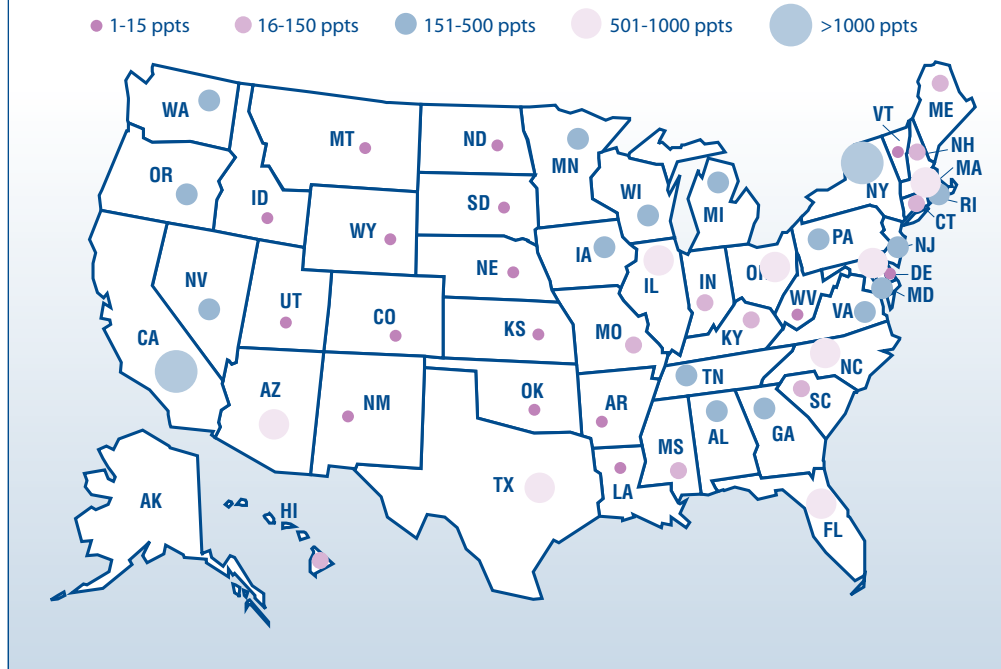 1-15 ppts 16-150 ppts 151-500 ppts 501-1000 ppts >1000 ppts
WA
MT
ND
MN
VT
ME
NH
MA
OR
ID
SD
WI
MI
NY
RI
CT
WY
IA
PA
NJ
NE
IL
IN
OH
DE
MD
NV
UT
CO
KS
MO
KY
WV
VA
CA
AZ
NM
OK
AR
TN
NC
SC
MS
AL
GA
TX
LA
FL
AK
HI